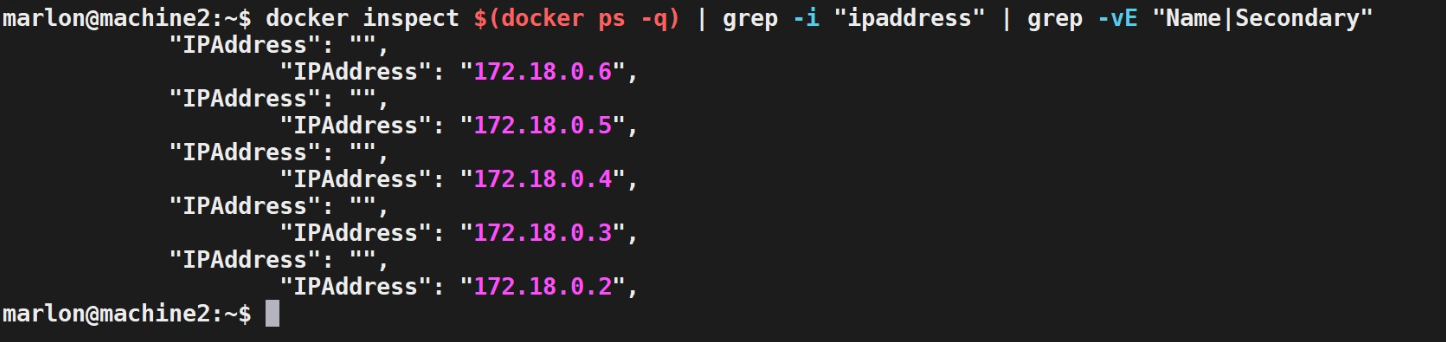 marlon@machine2:~$ docker inspect $(docker ps -q) | grep -i "ipaddress" | grep -vE "Name|Secondary"
            "IPAddress": "",
                    "IPAddress": "172.18.0.6",
            "IPAddress": "",
                    "IPAddress": "172.18.0.5",
            "IPAddress": "",
                    "IPAddress": "172.18.0.4",
            "IPAddress": "",
                    "IPAddress": "172.18.0.3",
            "IPAddress": "",
                    "IPAddress": "172.18.0.2",
marlon@machine2:~$